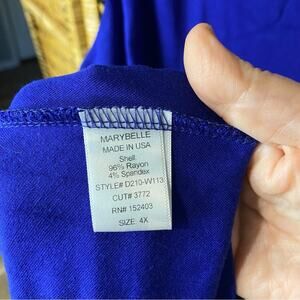 MARYBELLE
MADE IN USA
Shell:
96% Rayon
4% Spandex
STYLE# D210-W113
CUT# 3772
RN# 152403
SIZE: 4X